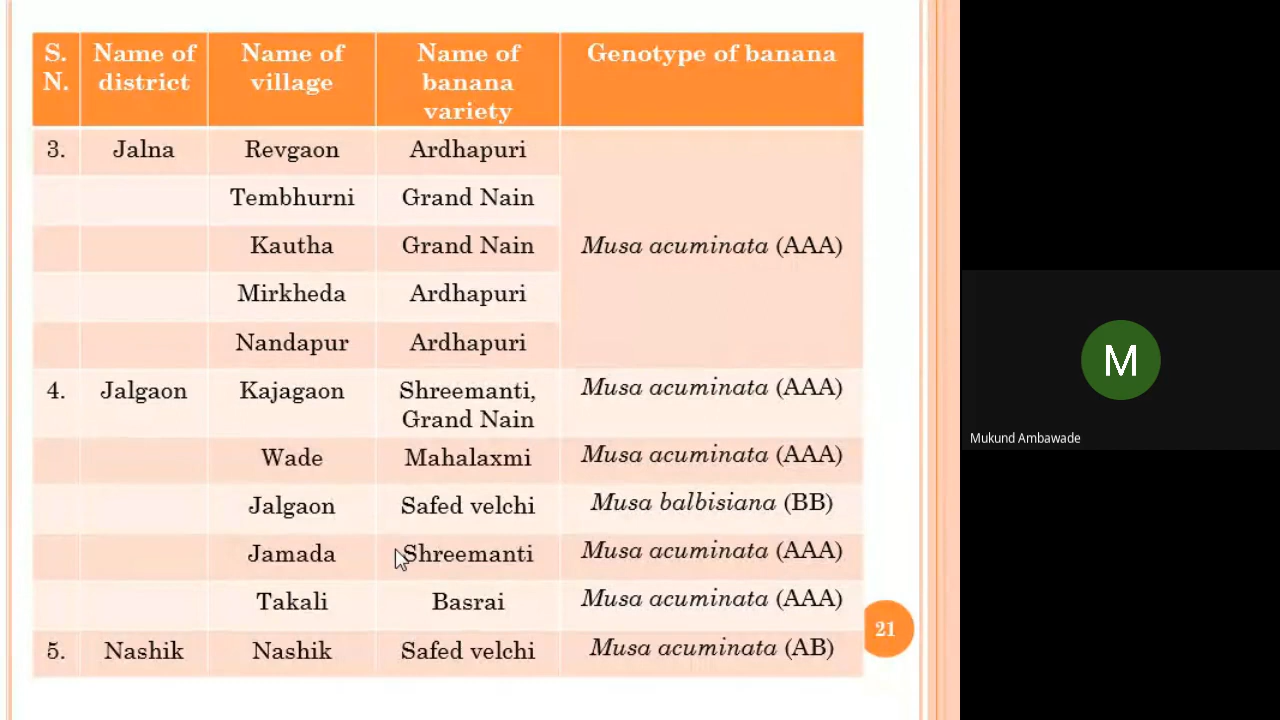 S. N. Name of district Name of village Name of banana variety Genotype of banana
3. Jalna Revgaon Ardhapuri
Tembhurni Grand Nain
Kautha Grand Nain Musa acuminata (AAA)
Mirkheda Ardhapuri
Nandapur Ardhapuri
4. Jalgaon Kajagaon Shreemanti, Grand Nain Musa acuminata (AAA)
Wade Mahalaxmi Musa acuminata (AAA)
Jalgaon Safed velchi Musa balbisiana (BB)
Jamada Shreemanti Musa acuminata (AAA)
Takali Basrai Musa acuminata (AAA)
5. Nashik Nashik Safed velchi Musa acuminata (AB)
21
M
Mukund Ambawade